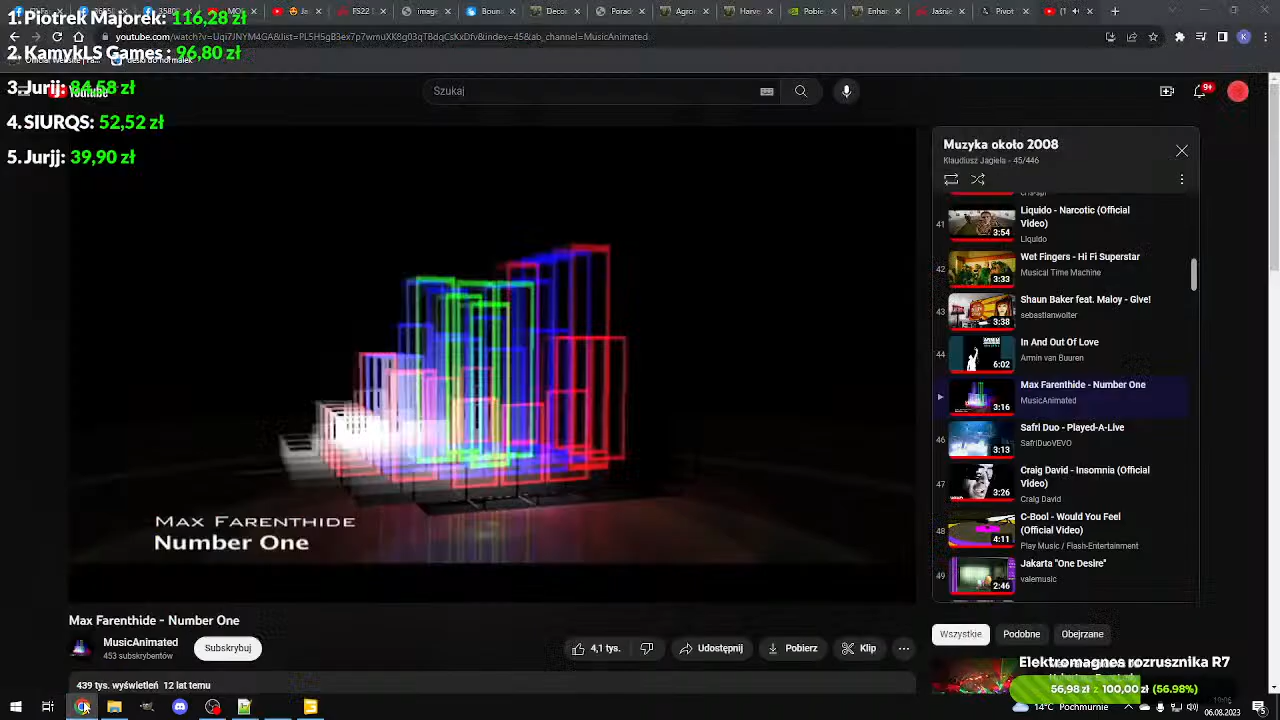 1. Piotrek Majorek: 116,28 zł
2. KamykLS Games : 96,80 zł
3. Jurij: 84,58 zł
4. SIURQS: 52,52 zł
5. Jurjj: 39,90 zł
youtube.com/watch?v=Uqi7JNYM4GA&list=PL5HSgB3ex7p7wmuXK8g03qTBdqCsKxDfV&index=45&ab_channel=MusicAnimated
Szukaj
9+
K
Max Farenthide
Number One
Max Farenthide - Number One
MusicAnimated
453 subskrybentów
Subskrybuj
4,1 tys.
Udostępnij
Pobierz
Klip
439 tys. wyświetleń 12 lat temu
Muzyka około 2008
Klaudiusz Jagiela - 45/446
41
3:54
Liquido - Narcotic (Official
Video)
Liquido
42
3:33
Wet Fingers - Hi Fi Superstar
Musical Time Machine
43
3:38
Shaun Baker feat. Maloy - Give!
sebastianwolter
44
6:02
In And Out Of Love
Armin van Buuren
3:16
Max Farenthide - Number One
MusicAnimated
46
3:13
Safri Duo - Played-A-Live
SafriDuoVEVO
47
3:26
Craig David - Insomnia (Official
Video)
Craig David
48
4:11
C-Bool - Would You Feel
(Official Video)
Play Music / Flash-Entertainment
49
2:46
Jakarta "One Desire"
valemusic
Wszystkie
Podobne
Obejrzane
Elektromagnes rozrusznika R7
56,98 zł z 100,00 zł (56.98%)
14°C Pochmurnie
19:06
06.08.2023